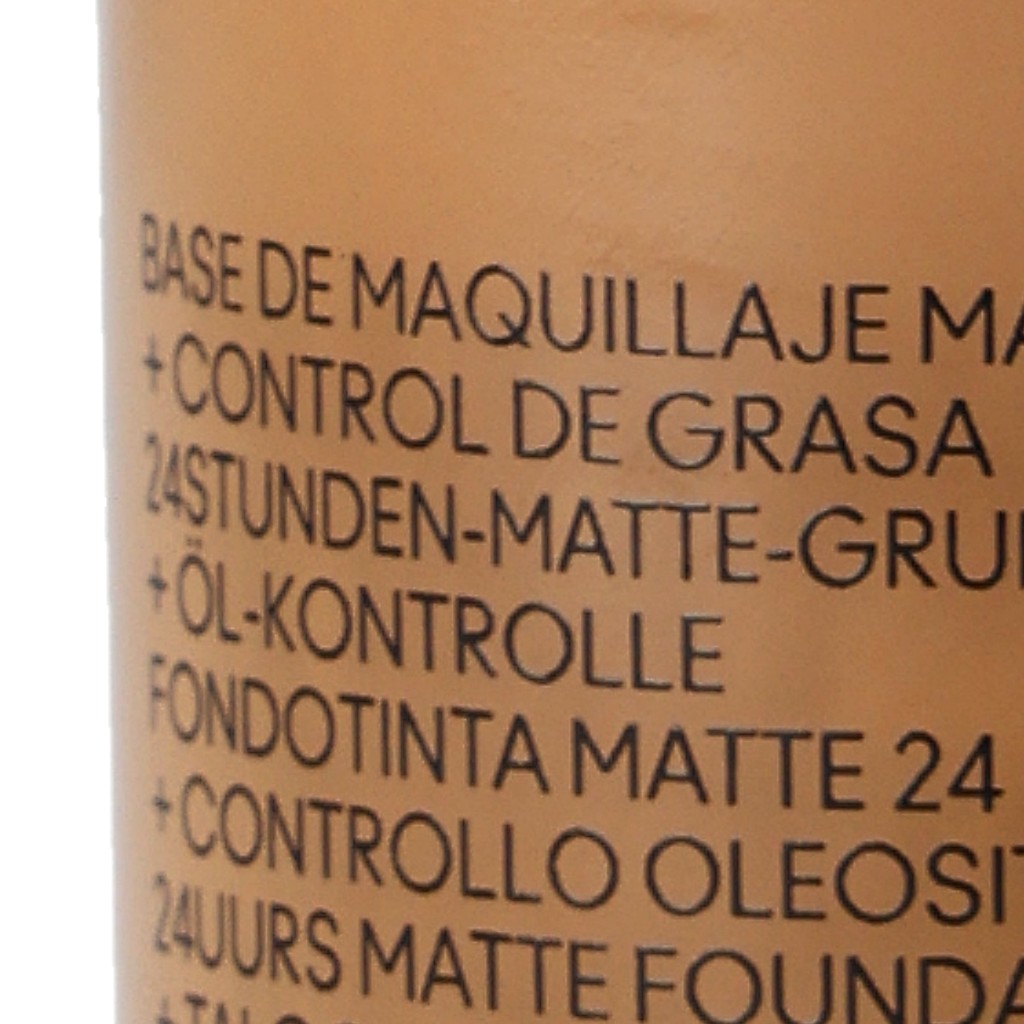 BASE DE MAQUILLAJE MA
+ CONTROL DE GRASA
24STUNDEN-MATTE-GRU
+ ÖL-KONTROLLE
FONDOTINTA MATTE 24
+ CONTROLLO OLEOSIT
24UURS MATTE FOUNDA